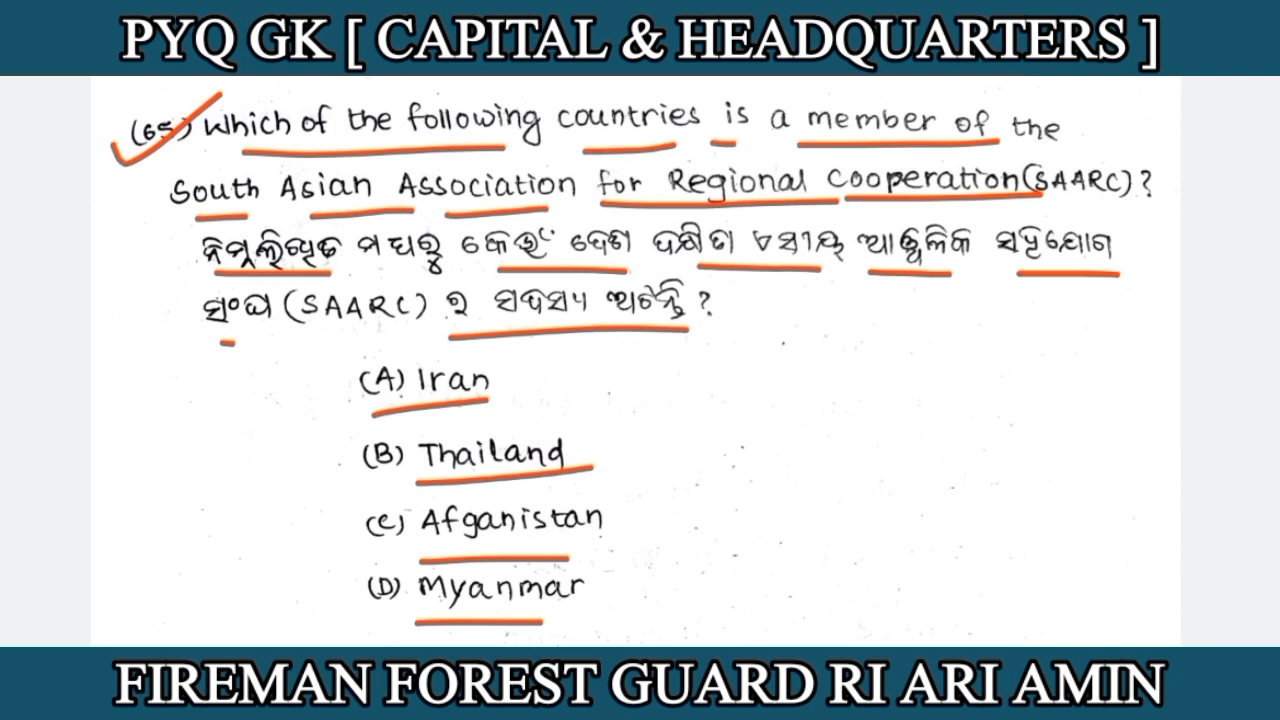 PYQ GK [ CAPITAL & HEADQUARTERS ]
(65) Which of the following countries is a member of the
South Asian Association for Regional Cooperation (SAARC)?
ନିମ୍ନଲିଖିତ ମଧ୍ୟରୁ କେଉଁ ଦେଶ ଦକ୍ଷିଣ ଏସୀୟ ଆଞ୍ଚଳିକ ସହଯୋଗ
ସଂଘ (SAARC) ର ସଦସ୍ୟ ଅଟନ୍ତି ?
(A) Iran
(B) Thailand
(C) Afganistan
(D) Myanmar
FIREMAN FOREST GUARD RI ARI AMIN